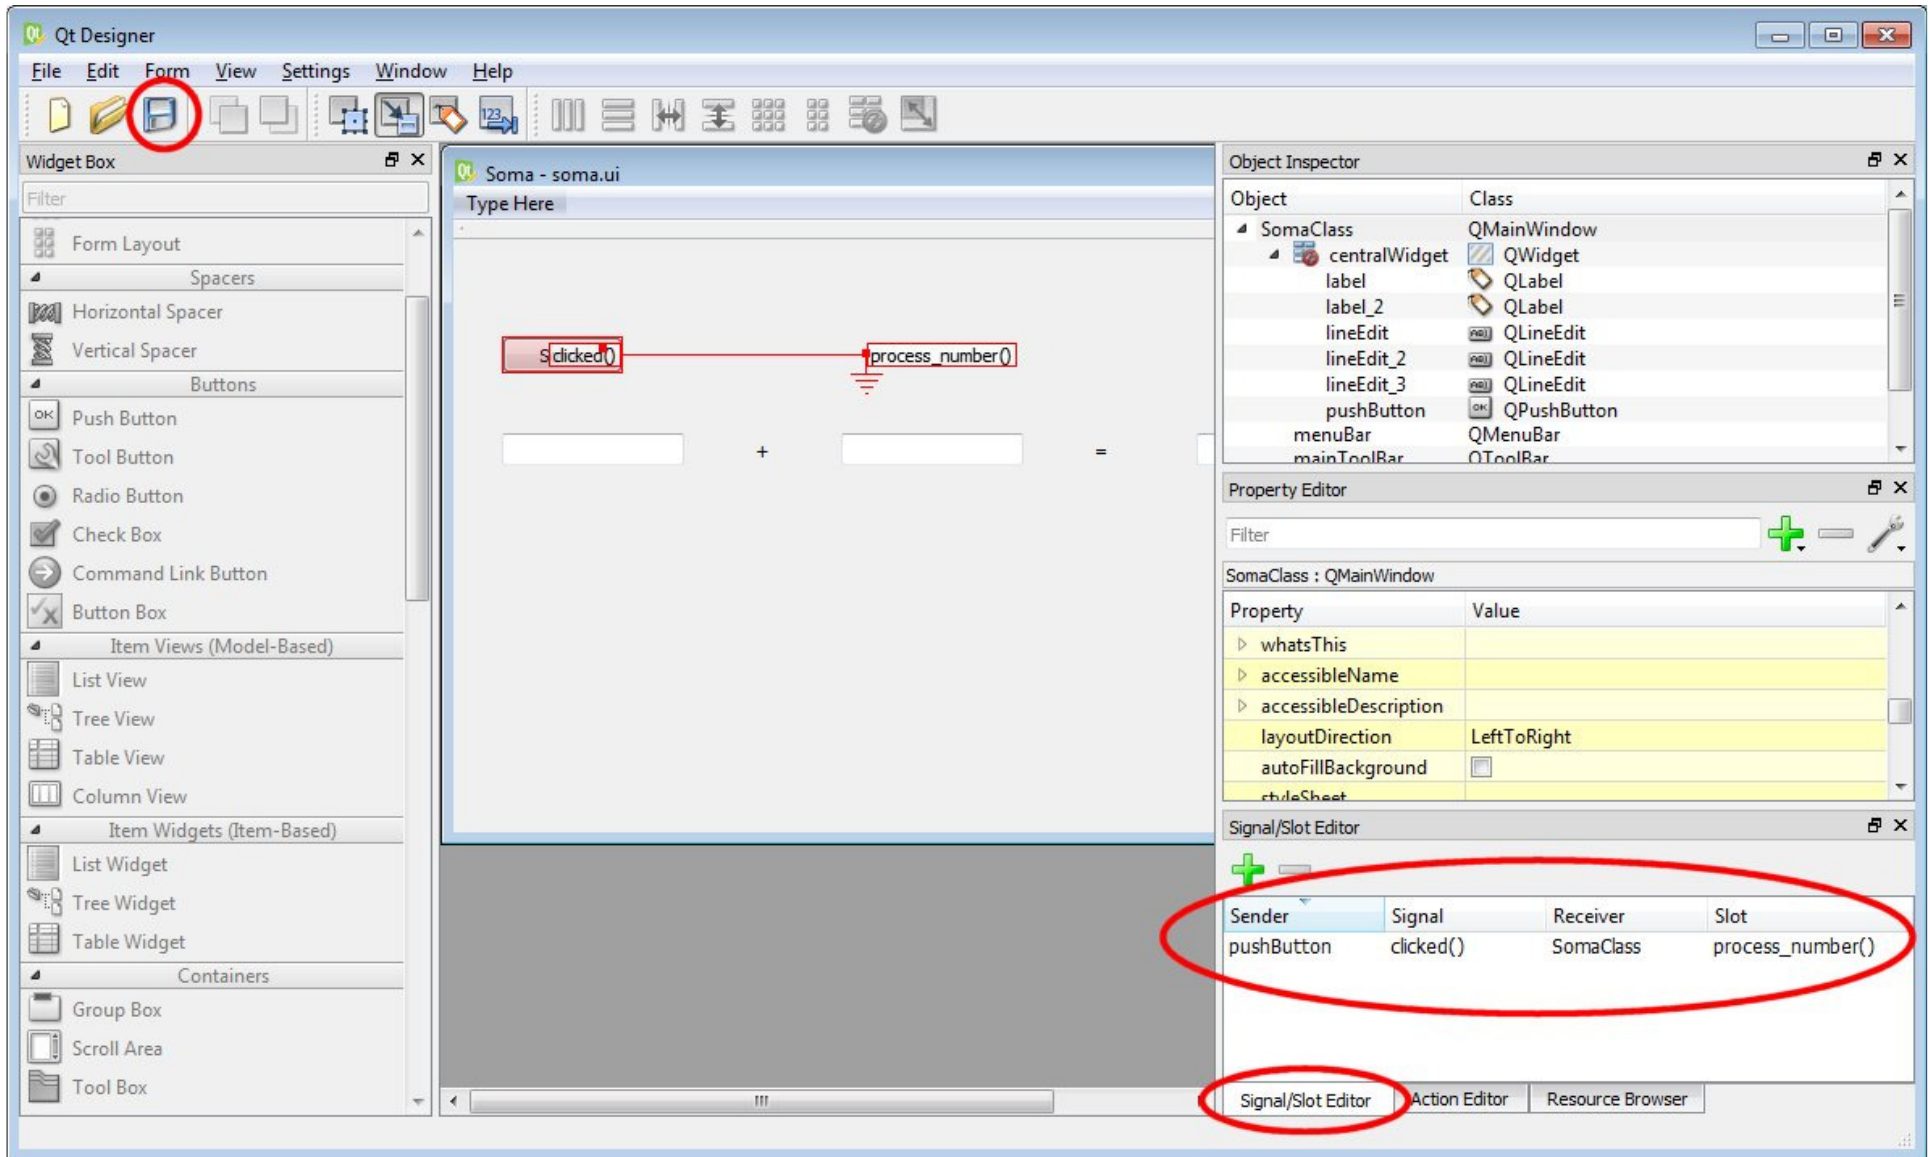 Qt Designer
File Edit Form View Settings Window Help
123
Widget Box
Filter
Form Layout
Spacers
Horizontal Spacer
Vertical Spacer
Buttons
OK Push Button
Tool Button
Radio Button
Check Box
Command Link Button
Button Box
Item Views (Model-Based)
List View
Tree View
Table View
Column View
Item Widgets (Item-Based)
List Widget
Tree Widget
Table Widget
Containers
Group Box
Scroll Area
Tool Box
Soma - soma.ui
Type Here
S clicked() process_number()
+ =
Object Inspector
Object Class
SomaClass QMainWindow
centralWidget QWidget
label QLabel
label_2 QLabel
lineEdit QLineEdit
lineEdit_2 QLineEdit
lineEdit_3 QLineEdit
pushButton OK QPushButton
menuBar QMenuBar
mainToolBar QToolBar
Property Editor
Filter
SomaClass : QMainWindow
Property Value
whatsThis
accessibleName
accessibleDescription
layoutDirection LeftToRight
autoFillBackground
styleSheet
Signal/Slot Editor
Sender Signal Receiver Slot
pushButton clicked() SomaClass process_number()
Signal/Slot Editor Action Editor Resource Browser